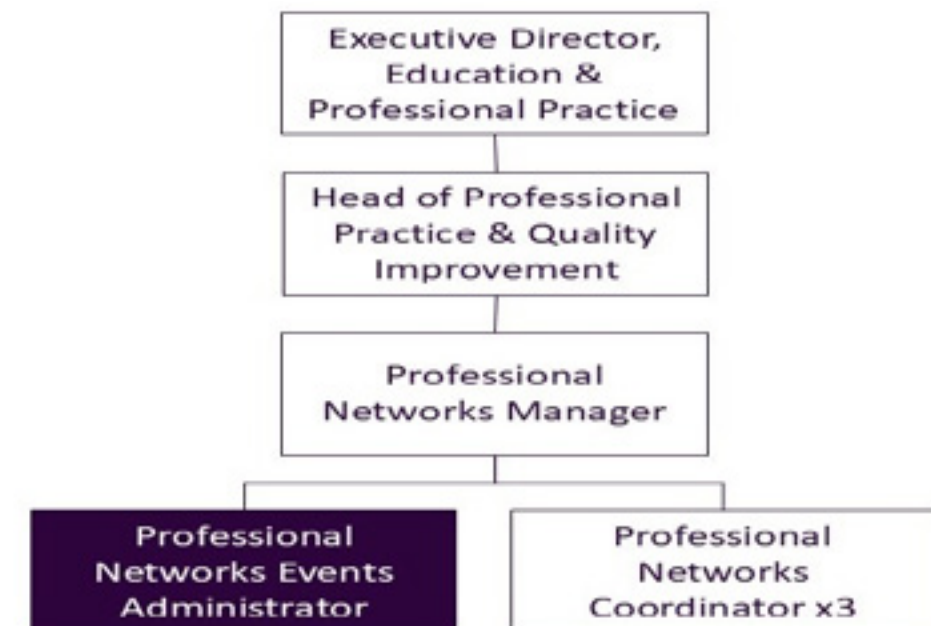 Executive Director,
Education &
Professional Practice
Head of Professional
Practice & Quality
Improvement
Professional
Networks Manager
Professional
Networks Events
Administrator
Professional
Networks
Coordinator x3